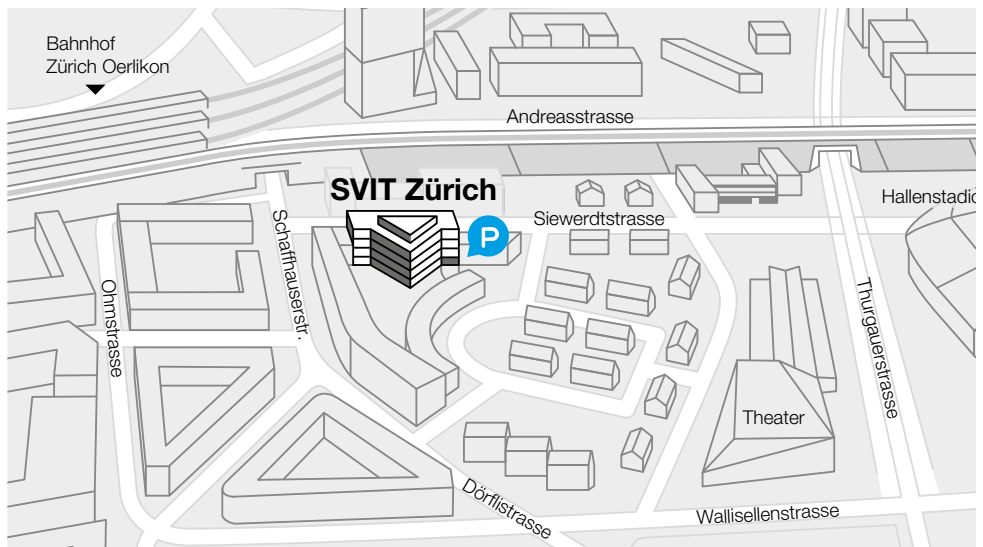 Bahnhof
Zürich Oerlikon
Andreasstrasse
SVIT Zürich
Hallenstadio
Siewerdtstrasse
P
Schaffhauserstr.
Ohmstrasse
Thurgauerstrasse
Theater
Dörflistrasse
Wallisellenstrasse